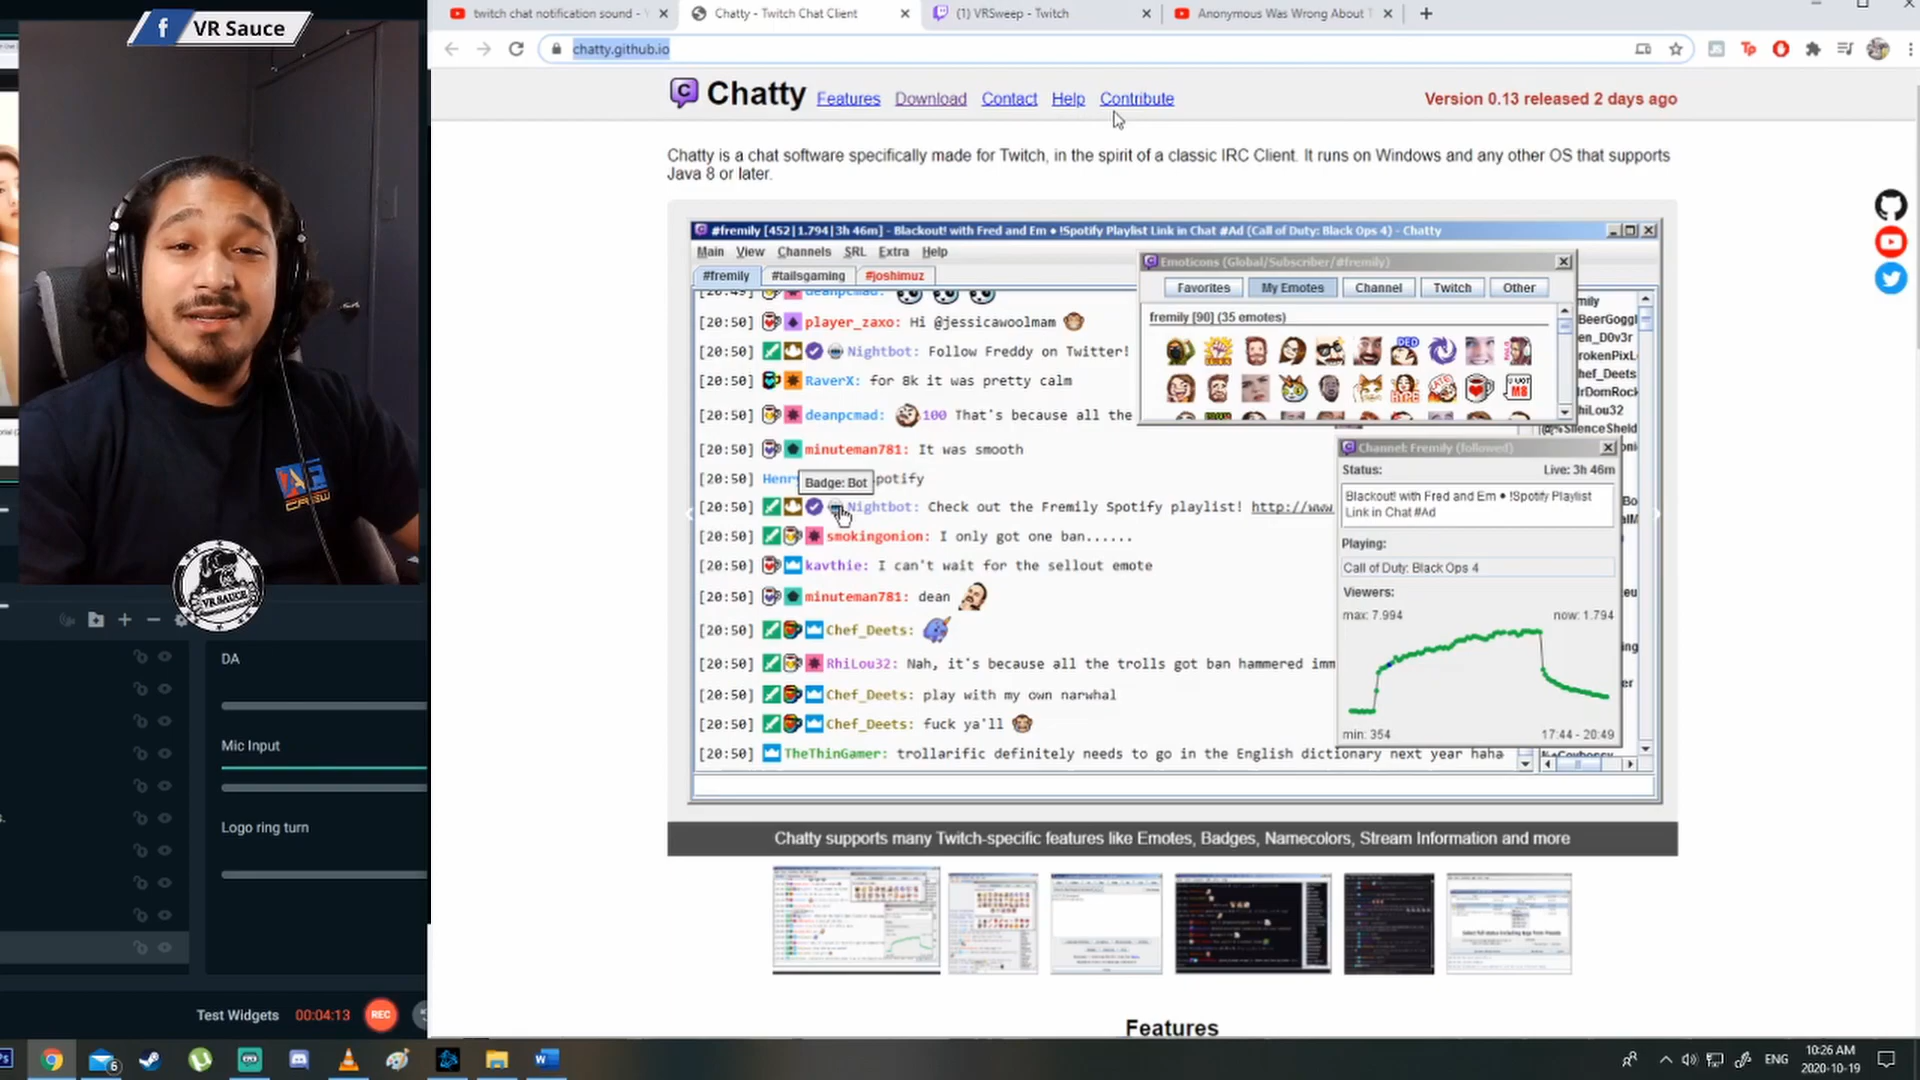 VR Sauce
twitch chat notification sound -
Chatty - Twitch Chat Client
(1) VRSweep - Twitch
Anonymous Was Wrong About T
chatty.github.io
Chatty
Features Download Contact Help Contribute
Version 0.13 released 2 days ago
Chatty is a chat software specifically made for Twitch, in the spirit of a classic IRC Client. It runs on Windows and any other OS that supports
Java 8 or later.
#fremily [452|1.794|3h 46m] - Blackout! with Fred and Em • !Spotify Playlist Link in Chat #Ad (Call of Duty: Black Ops 4) - Chatty
Main View Channels SRL Extra Help
#fremily #tailsgaming #joshimuz
[20:49] deanpcmad:
[20:50] player_zaxo: Hi @jessicawoolmam
[20:50] Nightbot: Follow Freddy on Twitter!
[20:50] RaverX: for 8k it was pretty calm
[20:50] deanpcmad: 100 That's because all the
[20:50] minuteman781: It was smooth
[20:50] Henry potify
Badge: Bot
[20:50] Nightbot: Check out the Fremily Spotify playlist! http://www
[20:50] smokingonion: I only got one ban......
[20:50] kavthie: I can't wait for the sellout emote
[20:50] minuteman781: dean
[20:50] Chef_Deets:
[20:50] RhiLou32: Nah, it's because all the trolls got ban hammered imm
[20:50] Chef_Deets: play with my own narwhal
[20:50] Chef_Deets: fuck ya'll
[20:50] TheThinGamer: trollarific definitely needs to go in the English dictionary next year haha
Emoticons (Global/Subscriber/#fremily)
Favorites My Emotes Channel Twitch Other
fremily [90] (35 emotes)
Channel: Fremily (followed)
Status: Live: 3h 46m
Blackout! with Fred and Em • !Spotify Playlist
Link in Chat #Ad
Playing:
Call of Duty: Black Ops 4
Viewers:
max: 7.994 now: 1.794
min: 354 17:44 - 20:49
Chatty supports many Twitch-specific features like Emotes, Badges, Namecolors, Stream Information and more
Features
VR SAUCE
CREW
DA
Mic Input
Logo ring turn
Test Widgets 00:04:13 REC
ENG
10:26 AM
2020-10-19